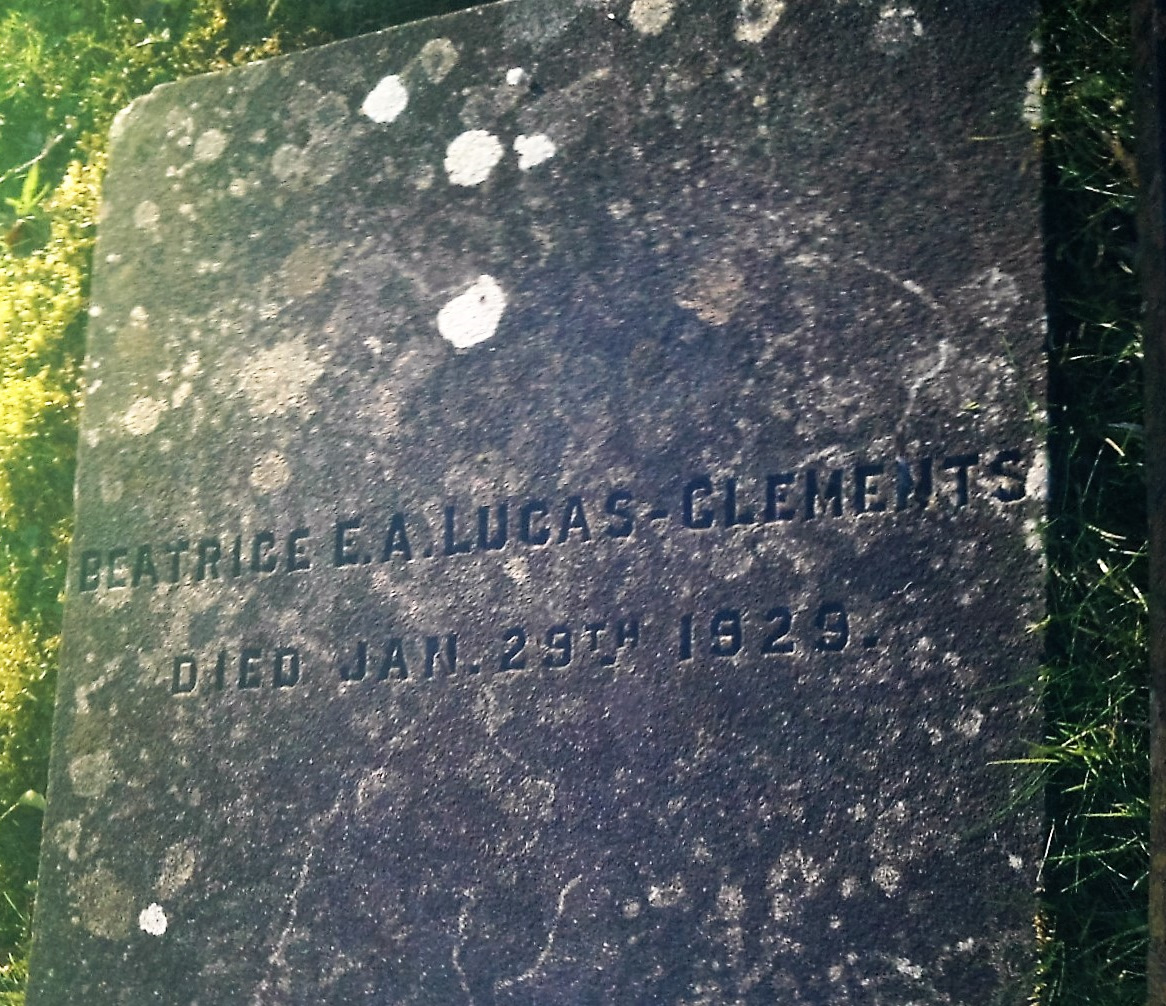 BEATRICE E.A. LUCAS-CLEMENTS
DIED JAN. 29TH 1929.